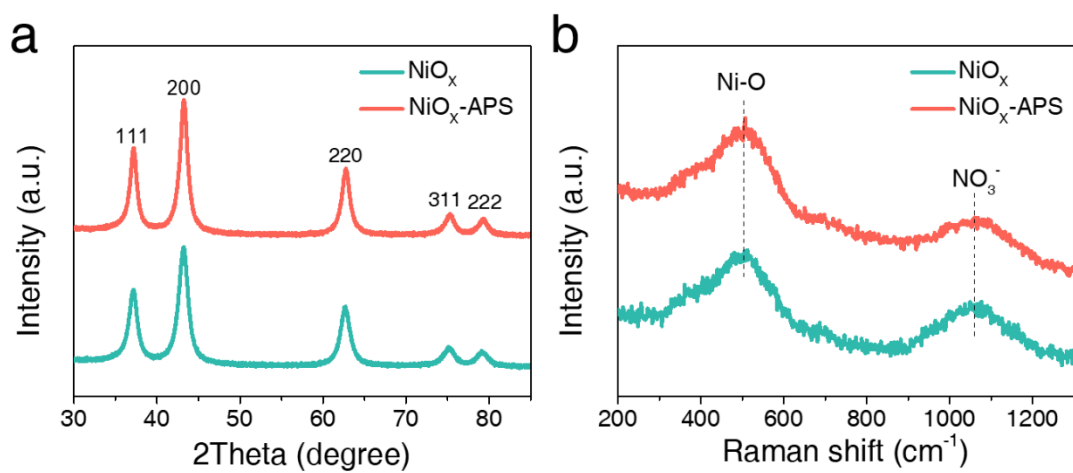 a
NiOₓ
NiOₓ-APS
111
200
220
311
222
Intensity (a.u.)
30 40 50 60 70 80
2Theta (degree)
b
NiOₓ
NiOₓ-APS
Ni-O
NO₃⁻
Intensity (a.u.)
200 400 600 800 1000 1200
Raman shift (cm⁻¹)